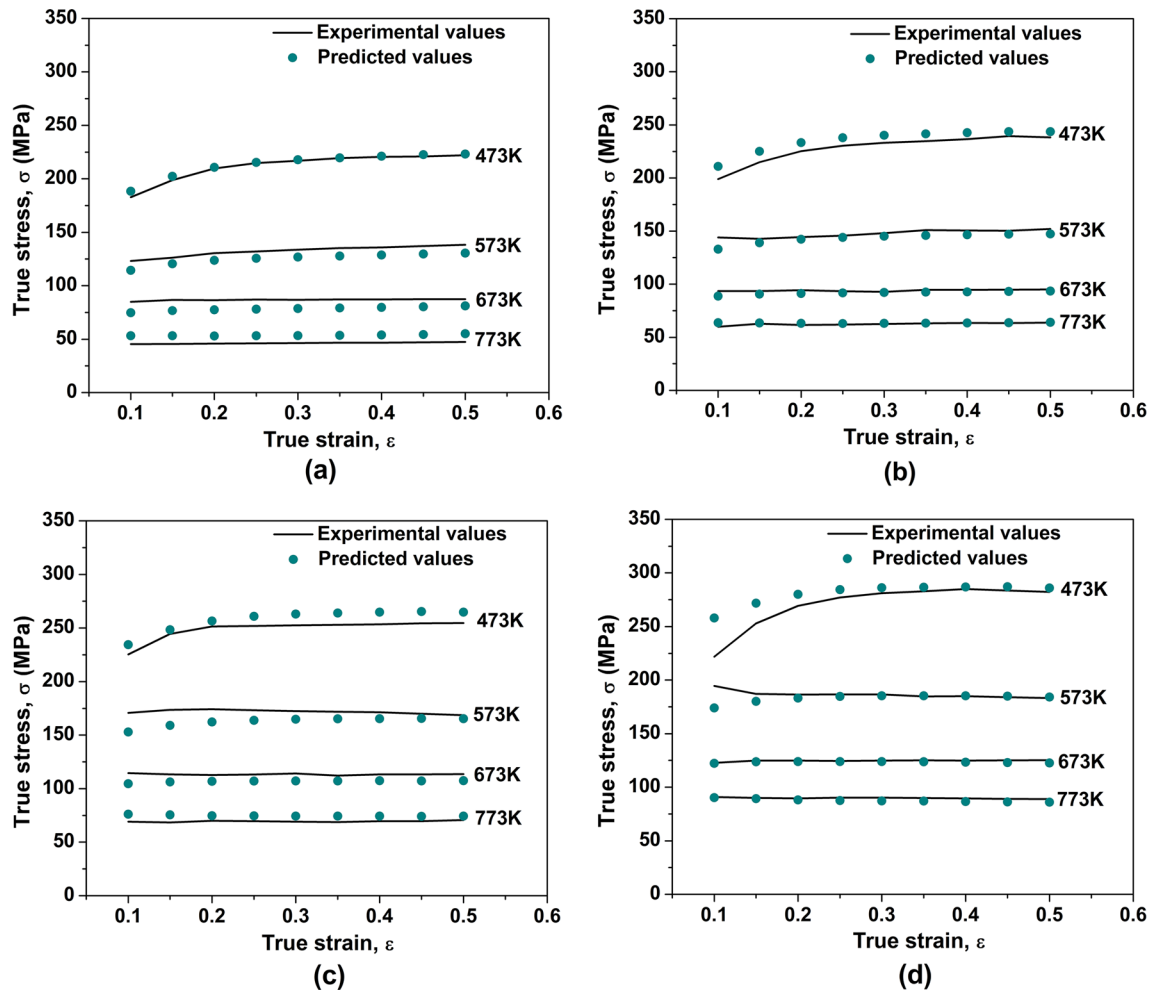 350
300
250
200
150
100
50
0
True stress, σ (MPa)
Experimental values
Predicted values
473K
573K
673K
773K
0.1 0.2 0.3 0.4 0.5 0.6
True strain, ε
(a)
350
300
250
200
150
100
50
0
True stress, σ (MPa)
Experimental values
Predicted values
473K
573K
673K
773K
0.1 0.2 0.3 0.4 0.5 0.6
True strain, ε
(b)
350
300
250
200
150
100
50
0
True stress, σ (MPa)
Experimental values
Predicted values
473K
573K
673K
773K
0.1 0.2 0.3 0.4 0.5 0.6
True strain, ε
(c)
350
300
250
200
150
100
50
0
True stress, σ (MPa)
Experimental values
Predicted values
473K
573K
673K
773K
0.1 0.2 0.3 0.4 0.5 0.6
True strain, ε
(d)